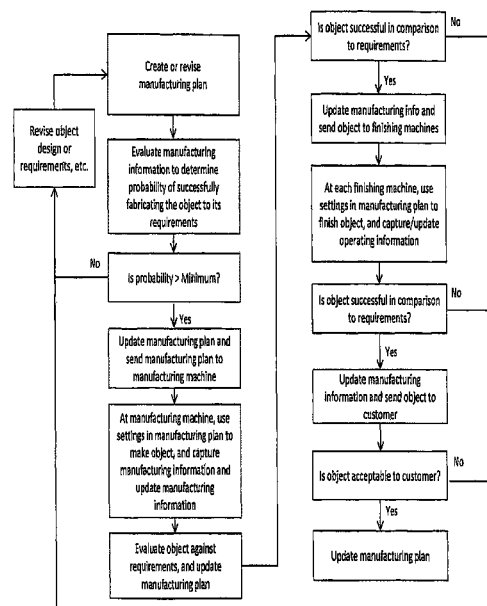 Create or revise
manufacturing plan
Revise object
design or
requirements, etc.
Evaluate manufacturing
information to determine
probability of successfully
fabricating the object to its
requirements
No
Is probability > Minimum?
Yes
Update manufacturing plan and
send manufacturing plan to
manufacturing machine
At manufacturing machine, use
settings in manufacturing plan to
make object, and capture
manufacturing information and
update manufacturing
information
Evaluate object against
requirements, and update
manufacturing plan
Is object successful in comparison
to requirements?
No
Yes
Update manufacturing info and
send object to finishing machines
At each finishing machine, use
settings in manufacturing plan to
finish object, and capture/update
operating information
Is object successful in comparison
to requirements?
No
Yes
Update manufacturing
information and send object to
customer
Is object acceptable to customer?
No
Yes
Update manufacturing plan